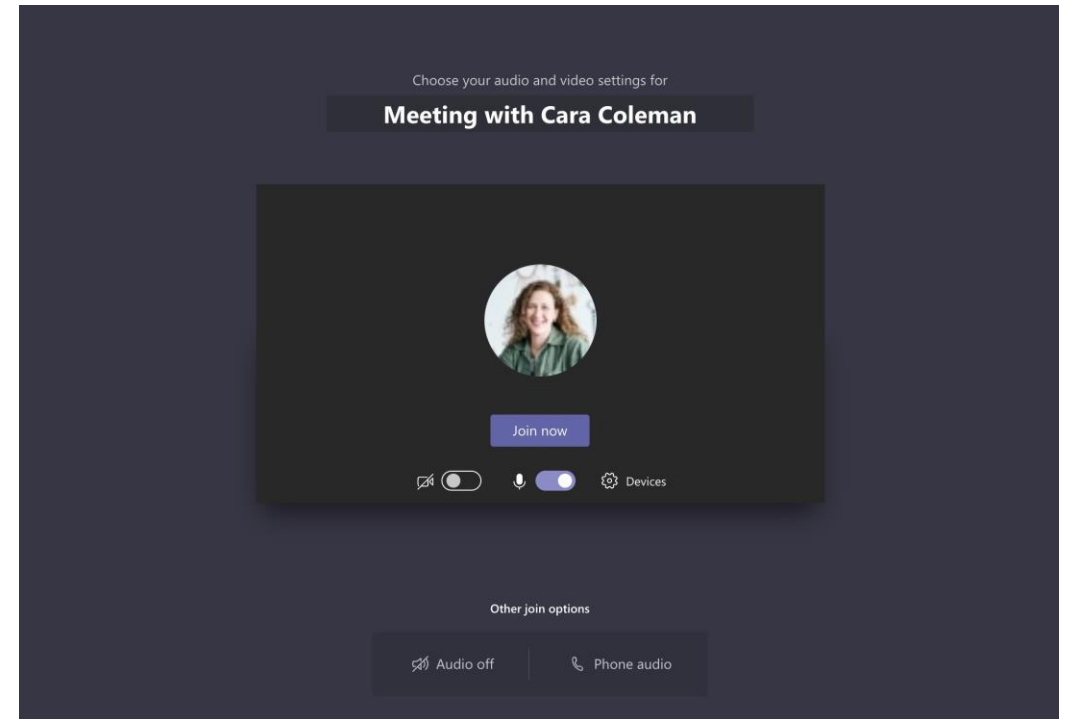 Choose your audio and video settings for
Meeting with Cara Coleman
Join now
Devices
Other join options
Audio off
Phone audio